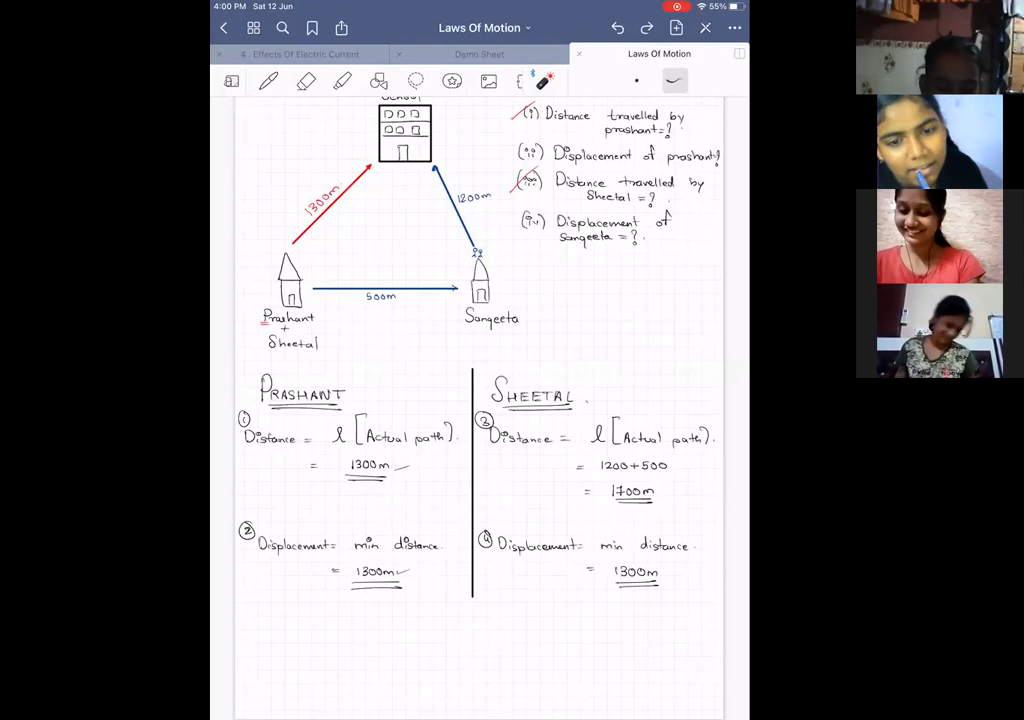 4:00 PM Sat 12 Jun
55%
Laws Of Motion
4. Effects Of Electric Current
Demo Sheet
Laws Of Motion
School
(i) Distance travelled by
prashant=?
(ii) Displacement of prashant?
(iii) Distance travelled by
Sheetal=?
(iv) Displacement of
Sangeeta=?
1300m
1200m
500m
Prashant
+
Sheetal
Sangeeta
PRASHANT
① Distance = l [Actual path).
= 1300m
② Displacement= min distance.
= 1300m
SHEETAL.
③ Distance = l [Actual path).
= 1200+500
= 1700m
④ Displacement= min distance.
= 1300m